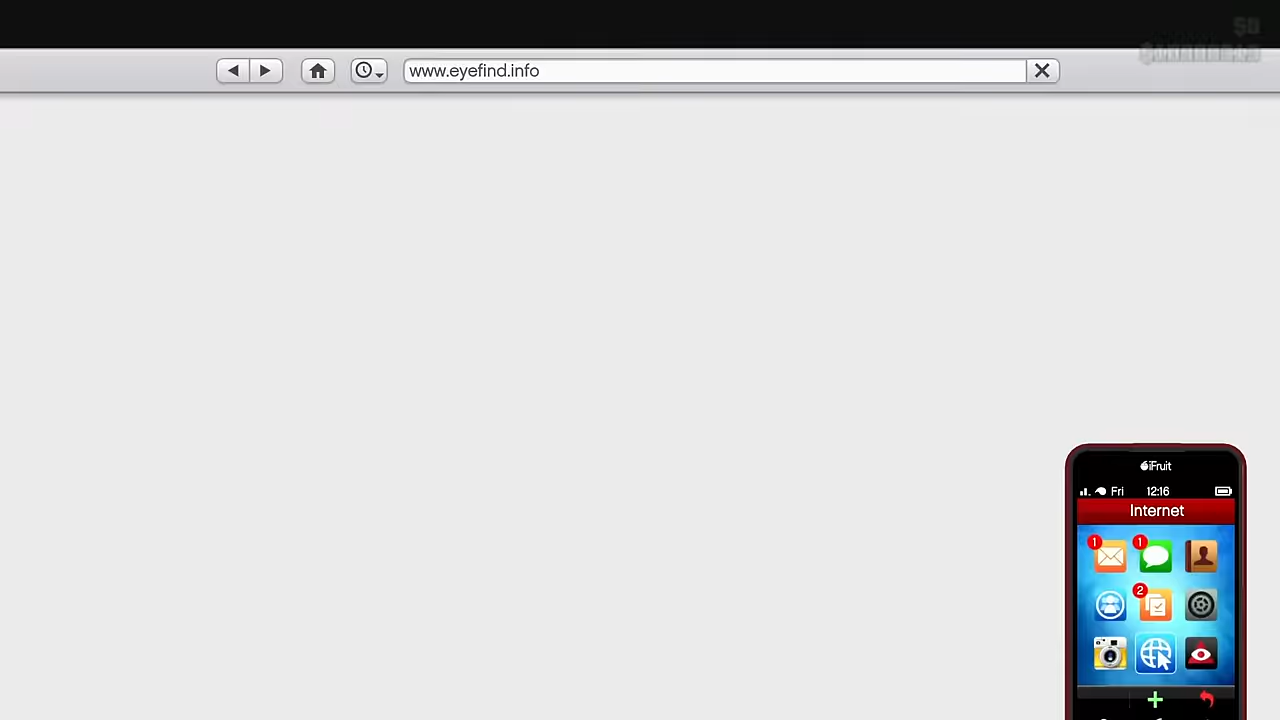 www.eyefind.info
iFruit
Fri 12:16
Internet
1 1
2